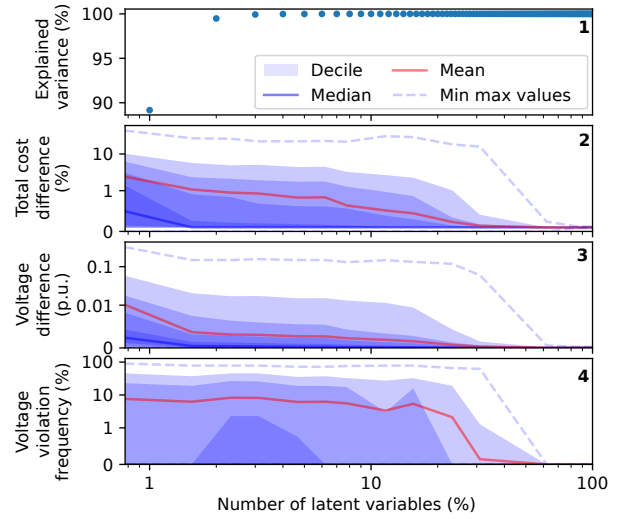 Explained
variance (%)
100
95
90
1
Decile
Median
Mean
Min max values
Total cost
difference
(%)
10
1
0
2
Voltage
difference
(p.u.)
0.1
0.01
0
3
Voltage
violation
frequency (%)
100
10
1
0
4
1 10 100
Number of latent variables (%)